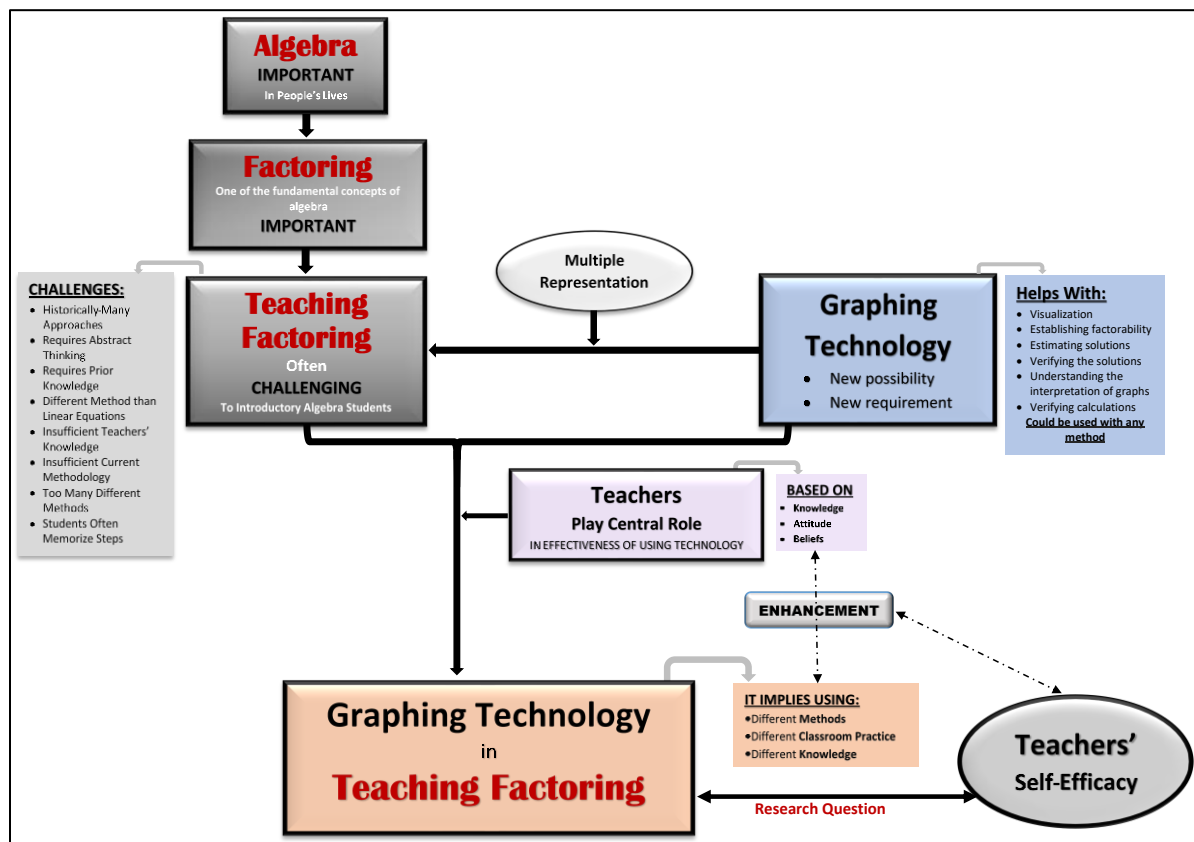 Algebra
IMPORTANT
In People's Lives
Factoring
One of the fundamental concepts of
algebra
IMPORTANT
Multiple
Representation
CHALLENGES:
• Historically-Many
Approaches
• Requires Abstract
Thinking
• Requires Prior
Knowledge
• Different Method than
Linear Equations
• Insufficient Teachers'
Knowledge
• Insufficient Current
Methodology
• Too Many Different
Methods
• Students Often
Memorize Steps
Teaching
Factoring
Often
CHALLENGING
To Introductory Algebra Students
Graphing
Technology
• New possibility
• New requirement
Helps With:
• Visualization
• Establishing factorability
• Estimating solutions
• Verifying the solutions
• Understanding the
interpretation of graphs
• Verifying calculations
Could be used with any
method
Teachers
Play Central Role
IN EFFECTIVENESS OF USING TECHNOLOGY
BASED ON
• Knowledge
• Attitude
• Beliefs
ENHANCEMENT
Graphing Technology
in
Teaching Factoring
IT IMPLIES USING:
•Different Methods
•Different Classroom Practice
•Different Knowledge
Teachers'
Self-Efficacy
Research Question